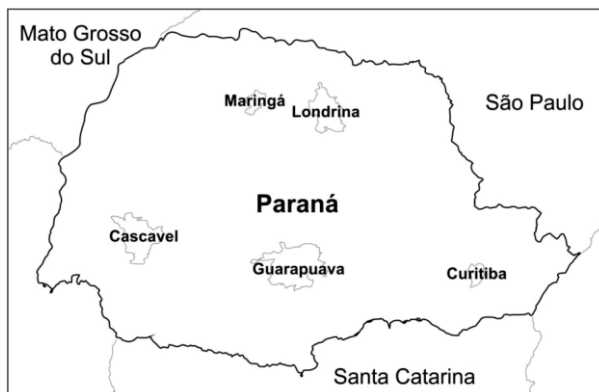 Mato Grosso
do Sul
São Paulo
Maringá
Londrina
Paraná
Cascavel
Guarapuava
Curitiba
Santa Catarina